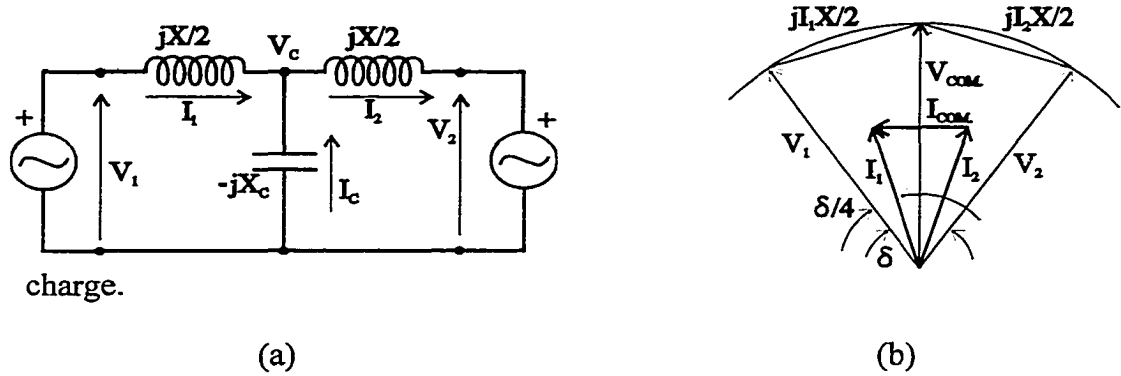 jX/2
V_C
jX/2
+
I_1
I_2
+
V_1
-jX_C
I_C
V_2
charge.
(a)
jI_1X/2
jI_2X/2
V_COM.
I_COM.
V_1
I_1
I_2
V_2
δ/4
δ
(b)